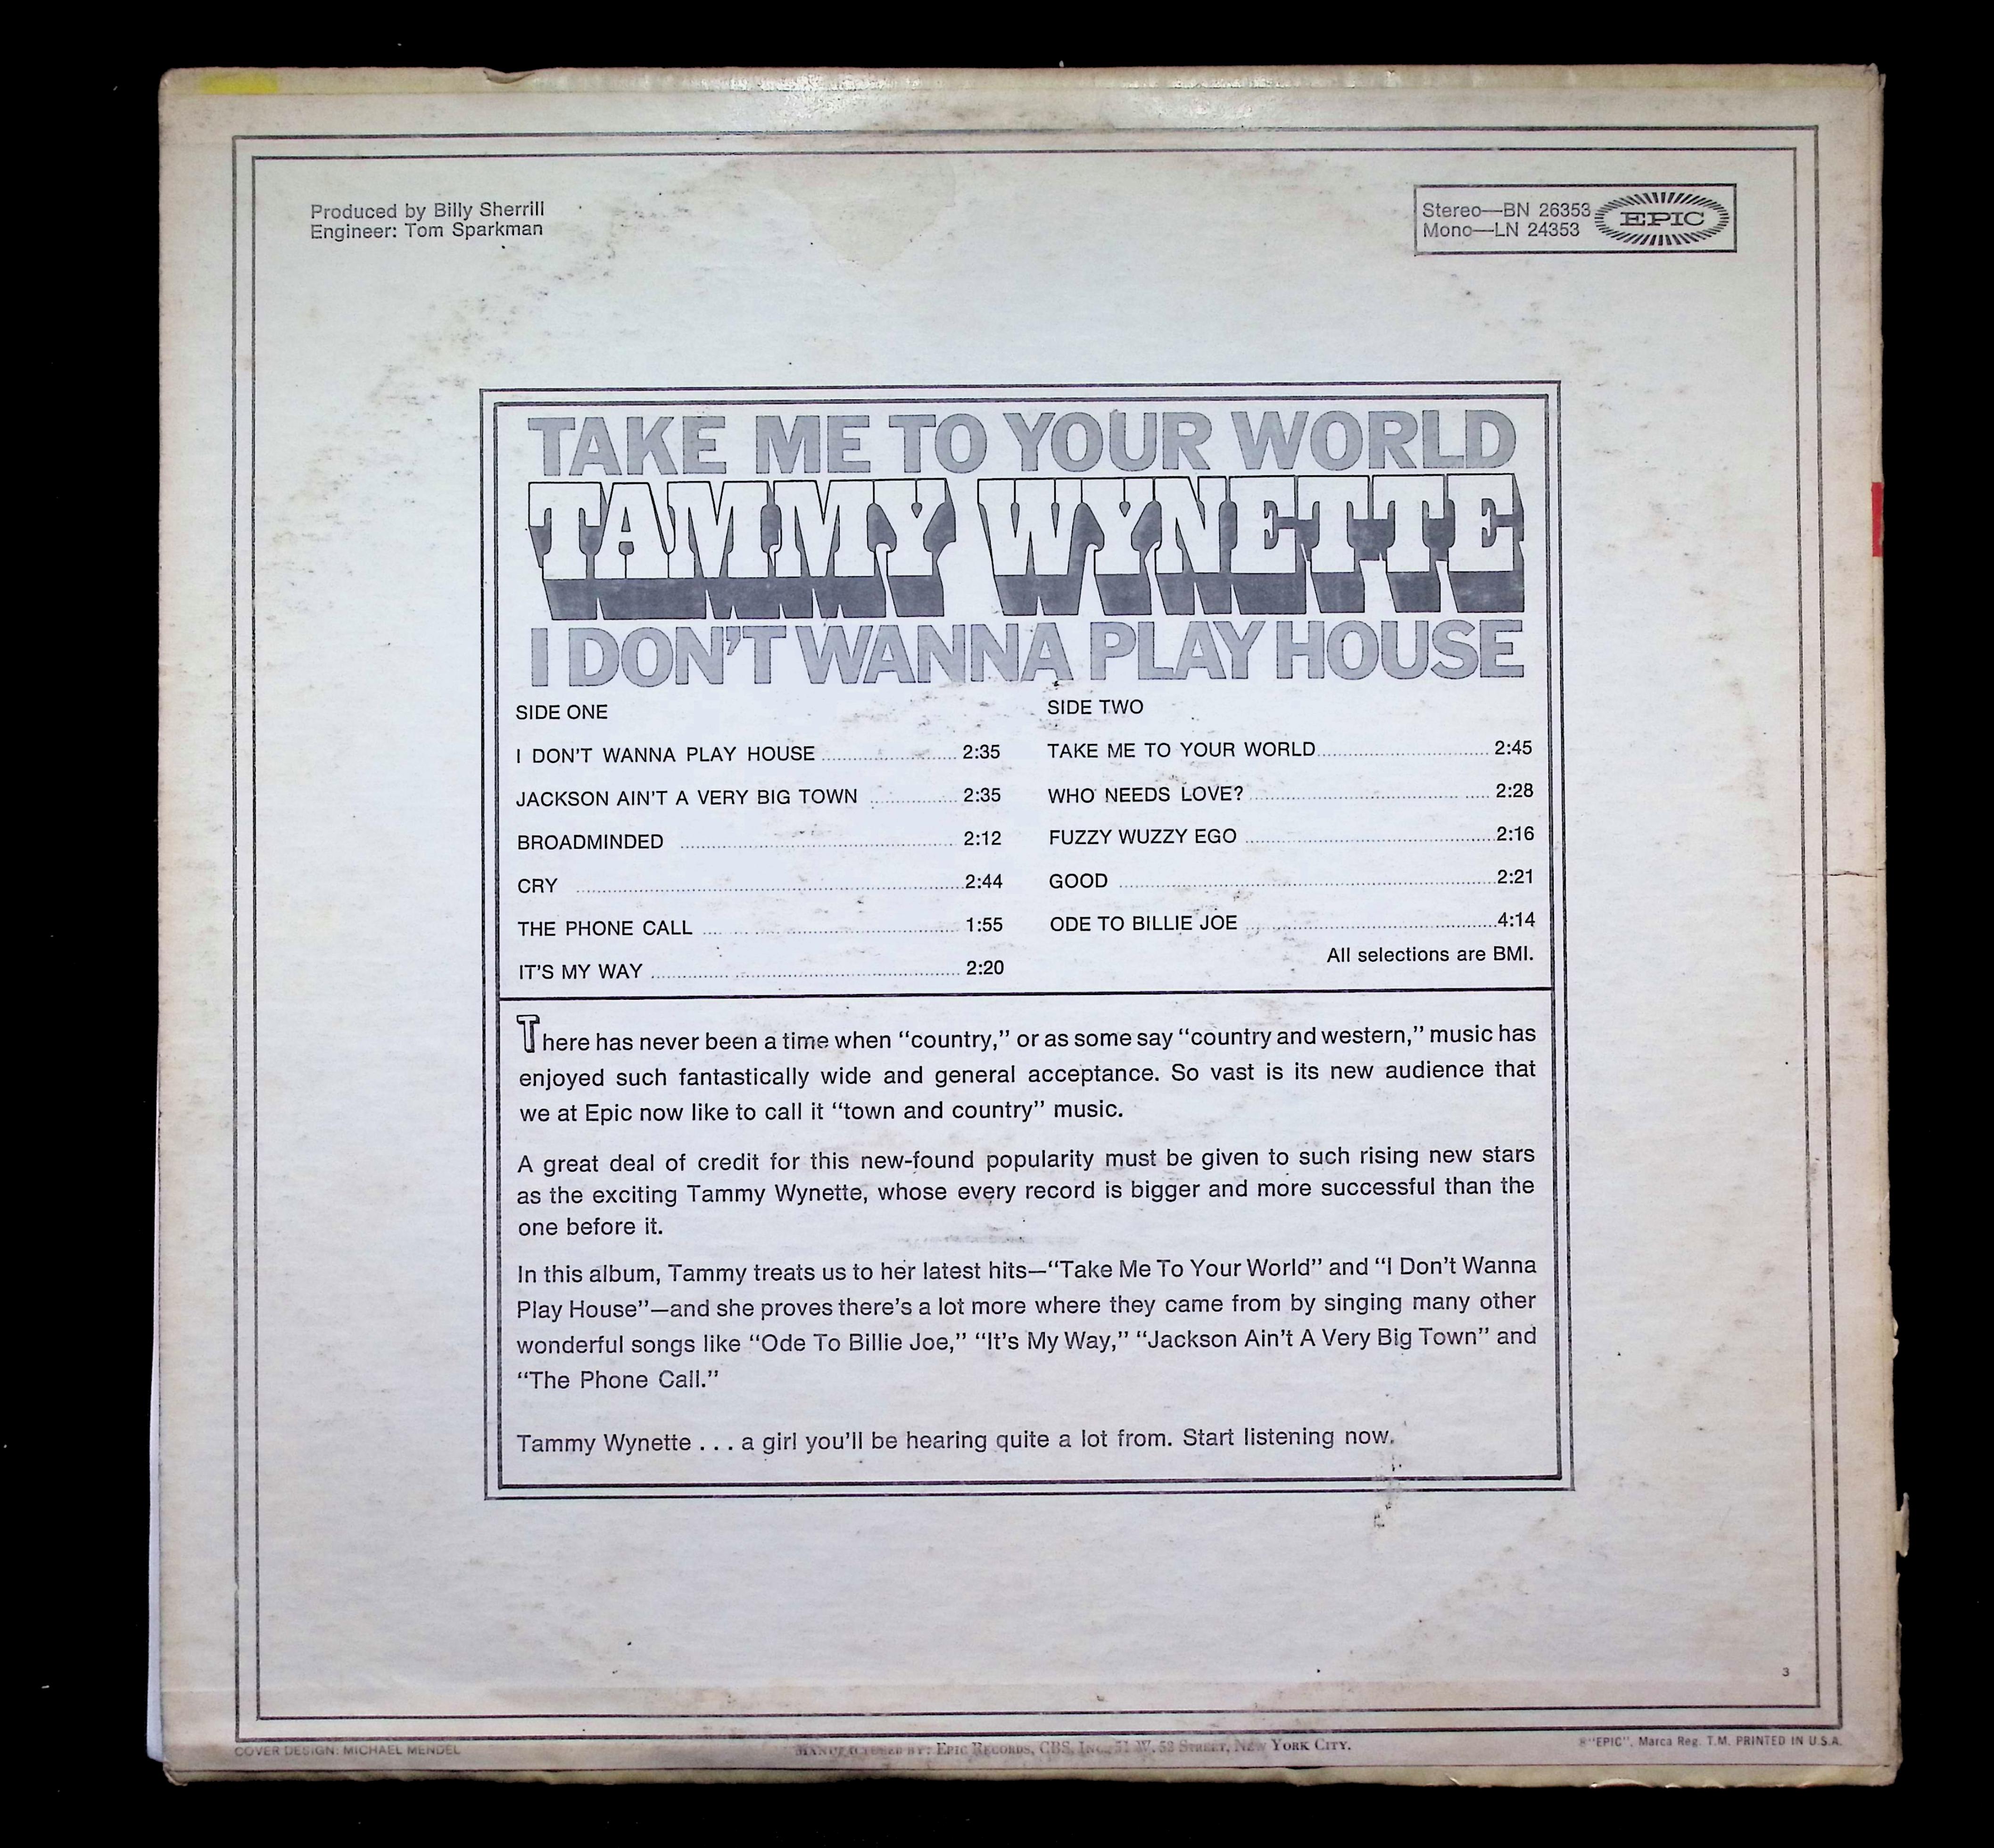 Produced by Billy Sherrill
Engineer: Tom Sparkman
Stereo—BN 26353
Mono—LN 24353
EPIC
TAKE ME TO YOUR WORLD
TAMMY WYNETTE
I DON'T WANNA PLAY HOUSE
SIDE ONE
I DON'T WANNA PLAY HOUSE 2:35
JACKSON AIN'T A VERY BIG TOWN 2:35
BROADMINDED 2:12
CRY 2:44
THE PHONE CALL 1:55
IT'S MY WAY 2:20
SIDE TWO
TAKE ME TO YOUR WORLD 2:45
WHO NEEDS LOVE? 2:28
FUZZY WUZZY EGO 2:16
GOOD 2:21
ODE TO BILLIE JOE 4:14
All selections are BMI.
There has never been a time when “country,” or as some say “country and western,” music has
enjoyed such fantastically wide and general acceptance. So vast is its new audience that
we at Epic now like to call it “town and country” music.
A great deal of credit for this new-found popularity must be given to such rising new stars
as the exciting Tammy Wynette, whose every record is bigger and more successful than the
one before it.
In this album, Tammy treats us to her latest hits—“Take Me To Your World” and “I Don’t Wanna
Play House”—and she proves there’s a lot more where they came from by singing many other
wonderful songs like “Ode To Billie Joe,” “It’s My Way,” “Jackson Ain’t A Very Big Town” and
“The Phone Call.”
Tammy Wynette . . . a girl you’ll be hearing quite a lot from. Start listening now.
3
COVER DESIGN: MICHAEL MENDEL
MANUFACTURED BY: EPIC RECORDS, CBS, INC., 51 W. 52 STREET, NEW YORK CITY.
"EPIC", Marca Reg. T.M. PRINTED IN U.S.A.